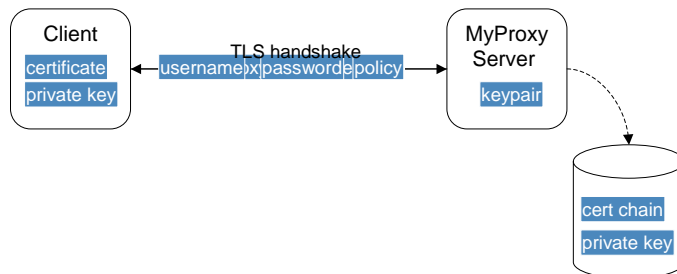 Client
certificate
private key
TLS handshake
username password policy
MyProxy
Server
keypair
cert chain
private key